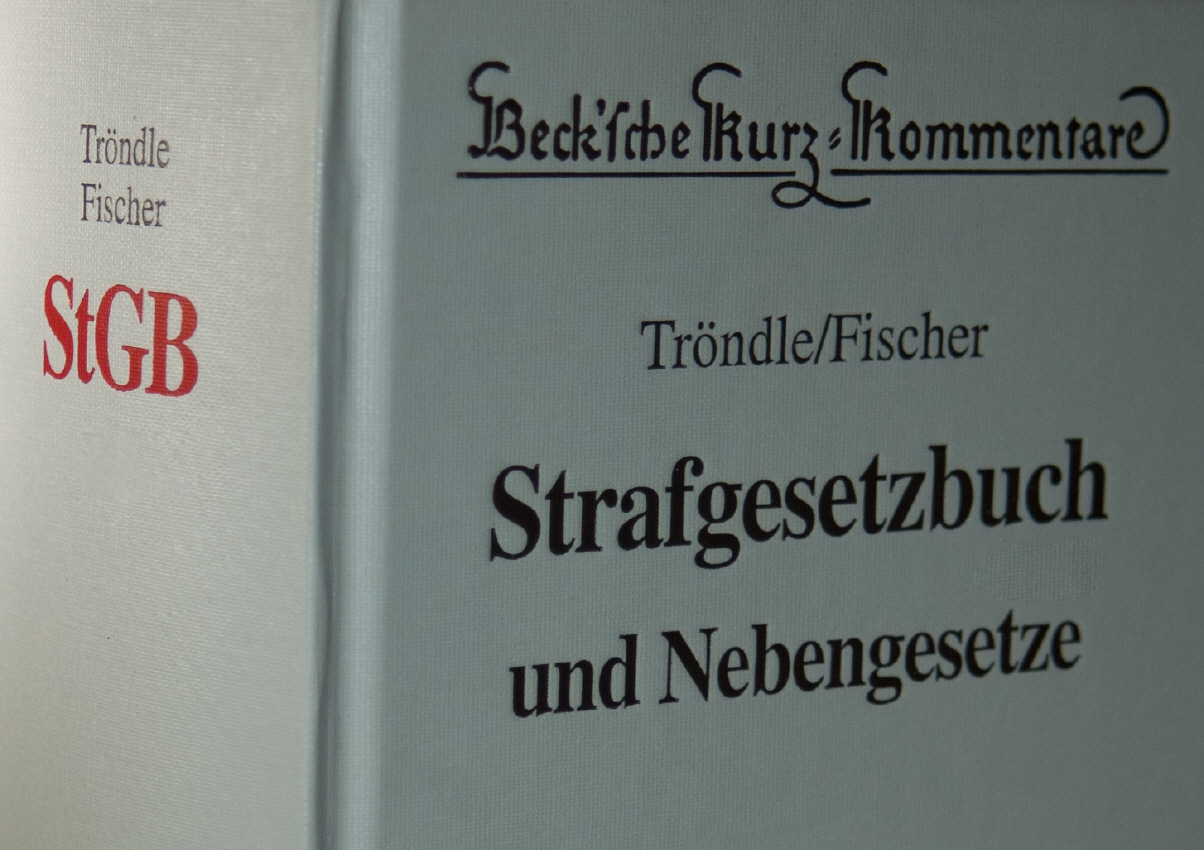 Tröndle
Fischer
StGB
Beck'sche Kurz-Kommentare
Tröndle/Fischer
Strafgesetzbuch
und Nebengesetze